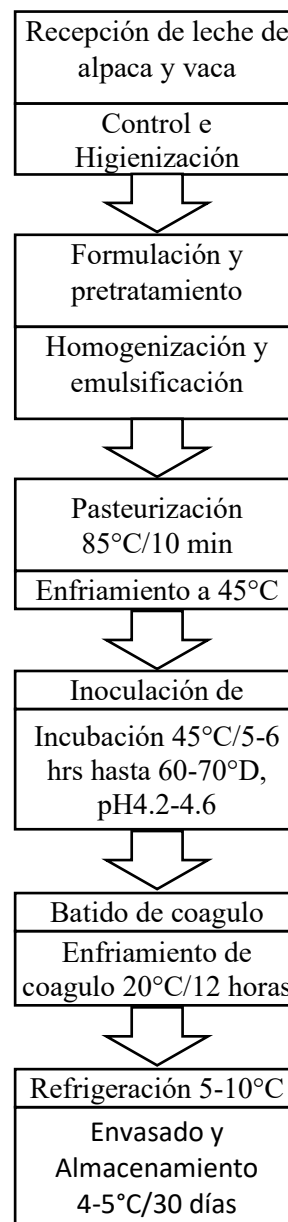 Recepción de leche de
alpaca y vaca
Control e
Higienización
Formulación y
pretratamiento
Homogenización y
emulsificación
Pasteurización
85°C/10 min
Enfriamiento a 45°C
Inoculación de
Incubación 45°C/5-6
hrs hasta 60-70°D,
pH4.2-4.6
Batido de coagulo
Enfriamiento de
coagulo 20°C/12 horas
Refrigeración 5-10°C
Envasado y
Almacenamiento
4-5°C/30 días